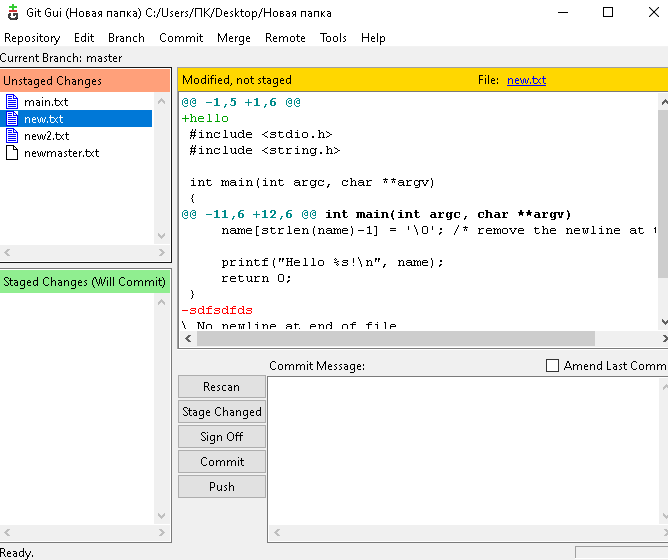 Git Gui (Новая папка) C:/Users/ПК/Desktop/Новая папка
Repository Edit Branch Commit Merge Remote Tools Help
Current Branch: master
Unstaged Changes
main.txt
new.txt
new2.txt
newmaster.txt
Staged Changes (Will Commit)
Modified, not staged File: new.txt
@@ -1,5 +1,6 @@
+hello
#include <stdio.h>
#include <string.h>
int main(int argc, char **argv)
{
@@ -11,6 +12,6 @@ int main(int argc, char **argv)
name[strlen(name)-1] = '\0'; /* remove the newline at t
printf("Hello %s!\n", name);
return 0;
}
-sdfsdfds
\ No newline at end of file
Commit Message: Amend Last Comm
Rescan
Stage Changed
Sign Off
Commit
Push
Ready.